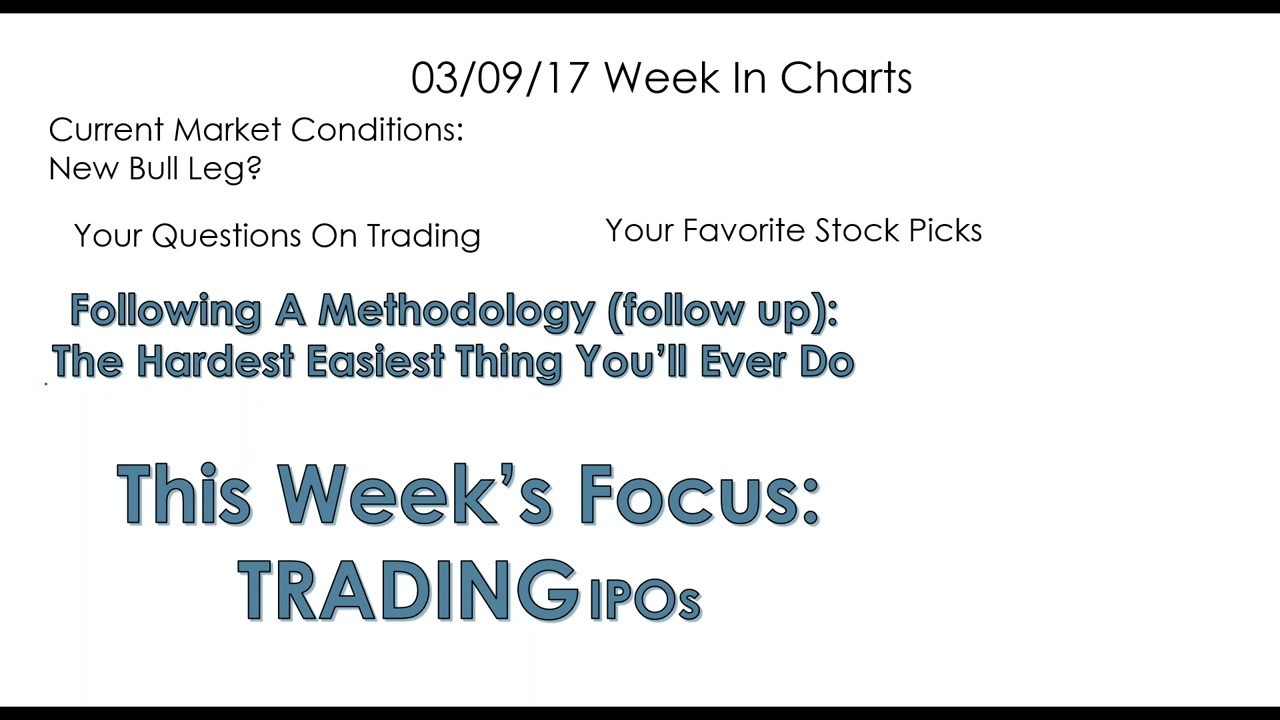 03/09/17 Week In Charts
Current Market Conditions:
New Bull Leg?
Your Questions On Trading
Your Favorite Stock Picks
Following A Methodology (follow up):
The Hardest Easiest Thing You’ll Ever Do
This Week’s Focus:
TRADING IPOs